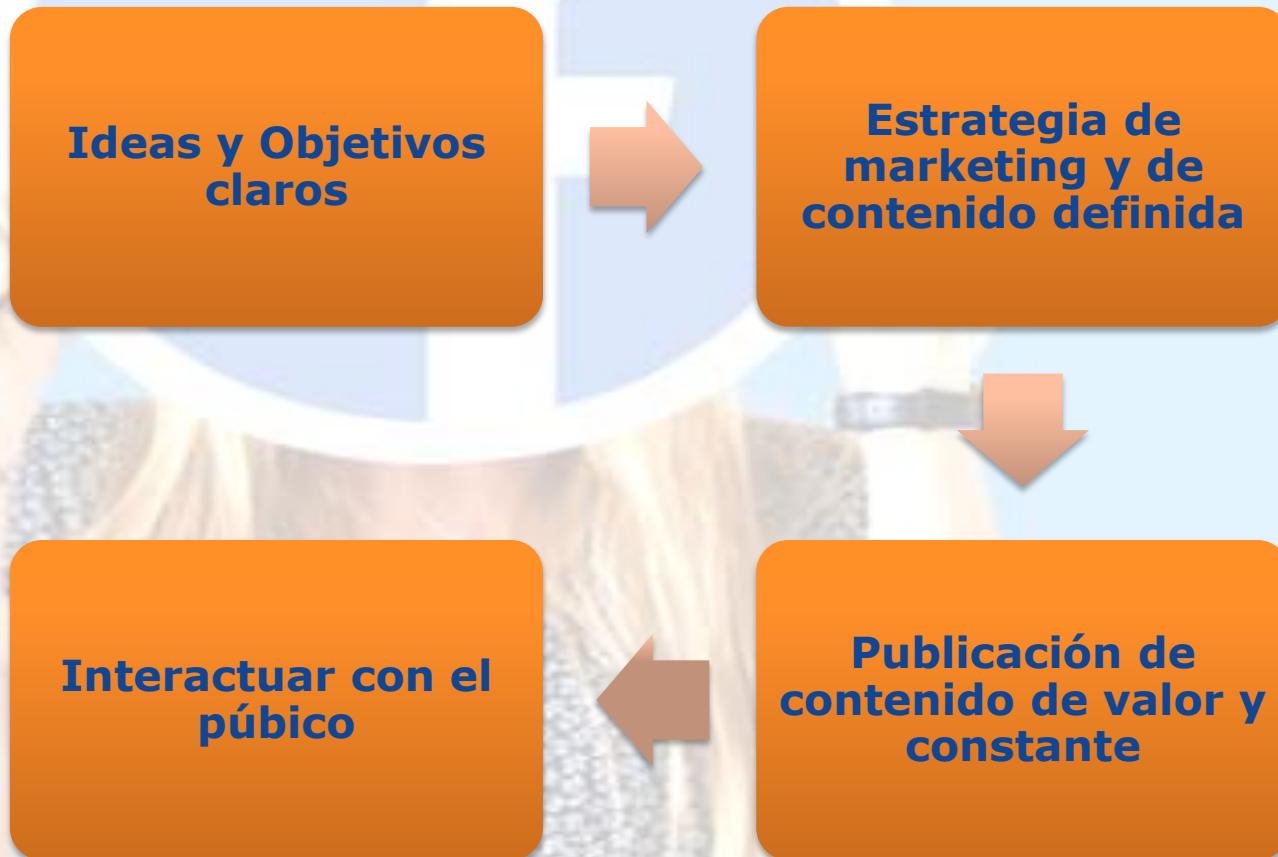 Ideas y Objetivos
claros
Estrategia de
marketing y de
contenido definida
Publicación de
contenido de valor y
constante
Interactuar con el
púbico